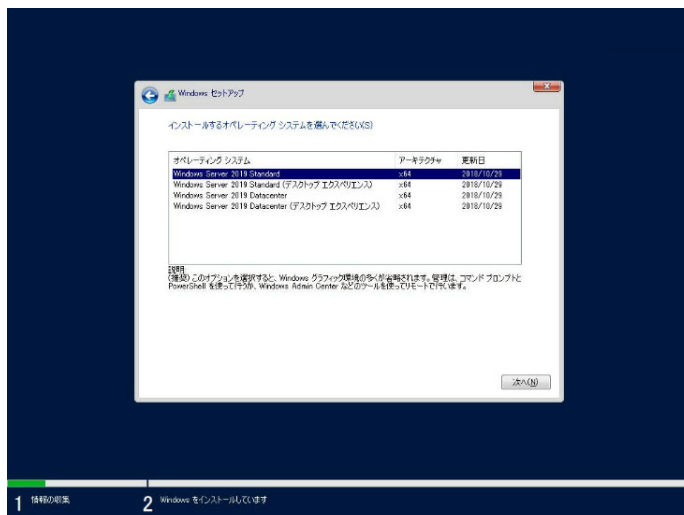 Windows セットアップ
インストールするオペレーティング システムを選んでください(S)
オペレーティング システム アーキテクチャ 更新日
Windows Server 2019 Standard x64 2018/10/29
Windows Server 2019 Standard (デスクトップ エクスペリエンス) x64 2018/10/29
Windows Server 2019 Datacenter x64 2018/10/29
Windows Server 2019 Datacenter (デスクトップ エクスペリエンス) x64 2018/10/29
説明
(推奨) このオプションを選択すると、Windows グラフィック環境の多くが省略されます。管理は、コマンド プロンプトと
PowerShell を使って行うか、Windows Admin Center などのツールを使ってリモートで行います。
次へ(N)
1 情報の収集 2 Windows をインストールしています